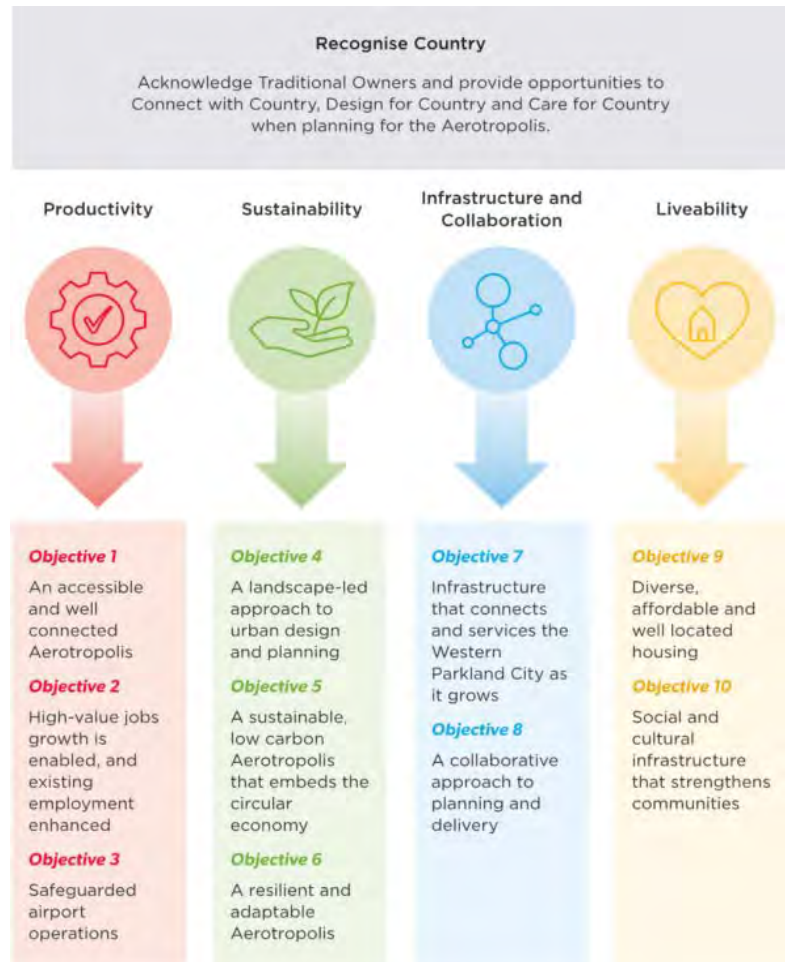 Recognise Country
Acknowledge Traditional Owners and provide opportunities to
Connect with Country, Design for Country and Care for Country
when planning for the Aerotropolis.
Productivity
Sustainability
Infrastructure and
Collaboration
Liveability
Objective 1
An accessible
and well
connected
Aerotropolis
Objective 2
High-value jobs
growth is
enabled, and
existing
employment
enhanced
Objective 3
Safeguarded
airport
operations
Objective 4
A landscape-led
approach to
urban design
and planning
Objective 5
A sustainable,
low carbon
Aerotropolis
that embeds the
circular
economy
Objective 6
A resilient and
adaptable
Aerotropolis
Objective 7
Infrastructure
that connects
and services the
Western
Parkland City as
it grows
Objective 8
A collaborative
approach to
planning and
delivery
Objective 9
Diverse,
affordable and
well located
housing
Objective 10
Social and
cultural
infrastructure
that strengthens
communities